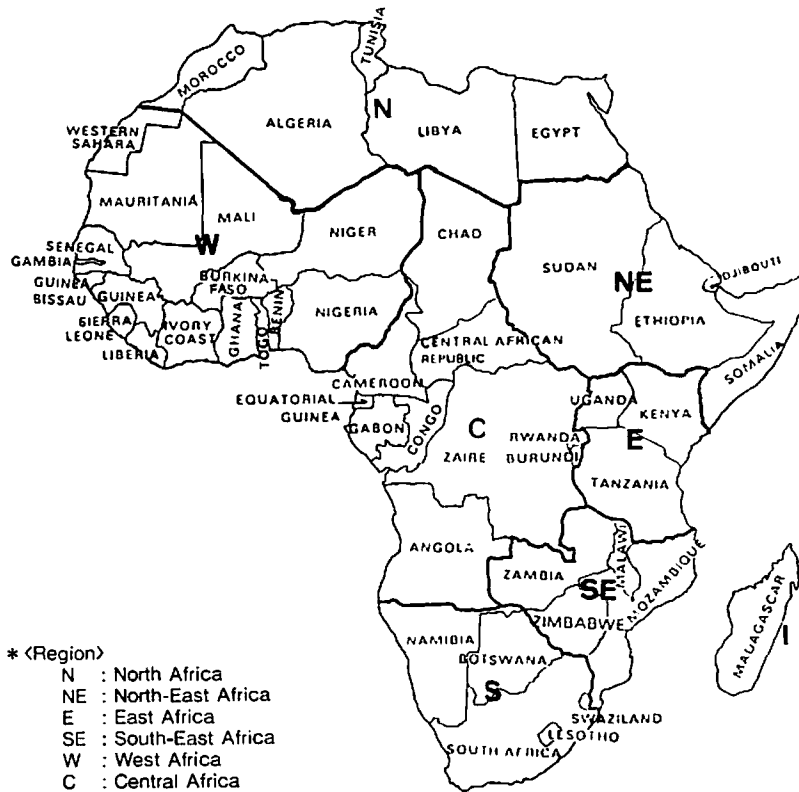 TUNISIA
MOROCCO
N
ALGERIA
LIBYA
EGYPT
WESTERN
SAHARA
MAURITANIA
MALI
NIGER
CHAD
W
SENEGAL
GAMBIA
SUDAN
NE
DJIBOUTI
GUINEA
BISSAU
GUINEA
BURKINA
FASO
BENIN
NIGERIA
ETHIOPIA
SIERRA
LEONE
IVORY
COAST
GHANA
TOGO
LIBERIA
CENTRAL AFRICAN
REPUBLIC
SOMALIA
CAMEROON
EQUATORIAL
GUINEA
UGANDA
KENYA
GABON
CONGO
C
RWANDA
E
ZAIRE
BURUNDI
TANZANIA
ANGOLA
ZAMBIA
MALAWI
SE
MOZAMBIQUE
ZIMBABWE
MADAGASCAR
I
NAMIBIA
BOTSWANA
S
SWAZILAND
LESOTHO
SOUTH AFRICA
* <Region>
N : North Africa
NE : North-East Africa
E : East Africa
SE : South-East Africa
W : West Africa
C : Central Africa